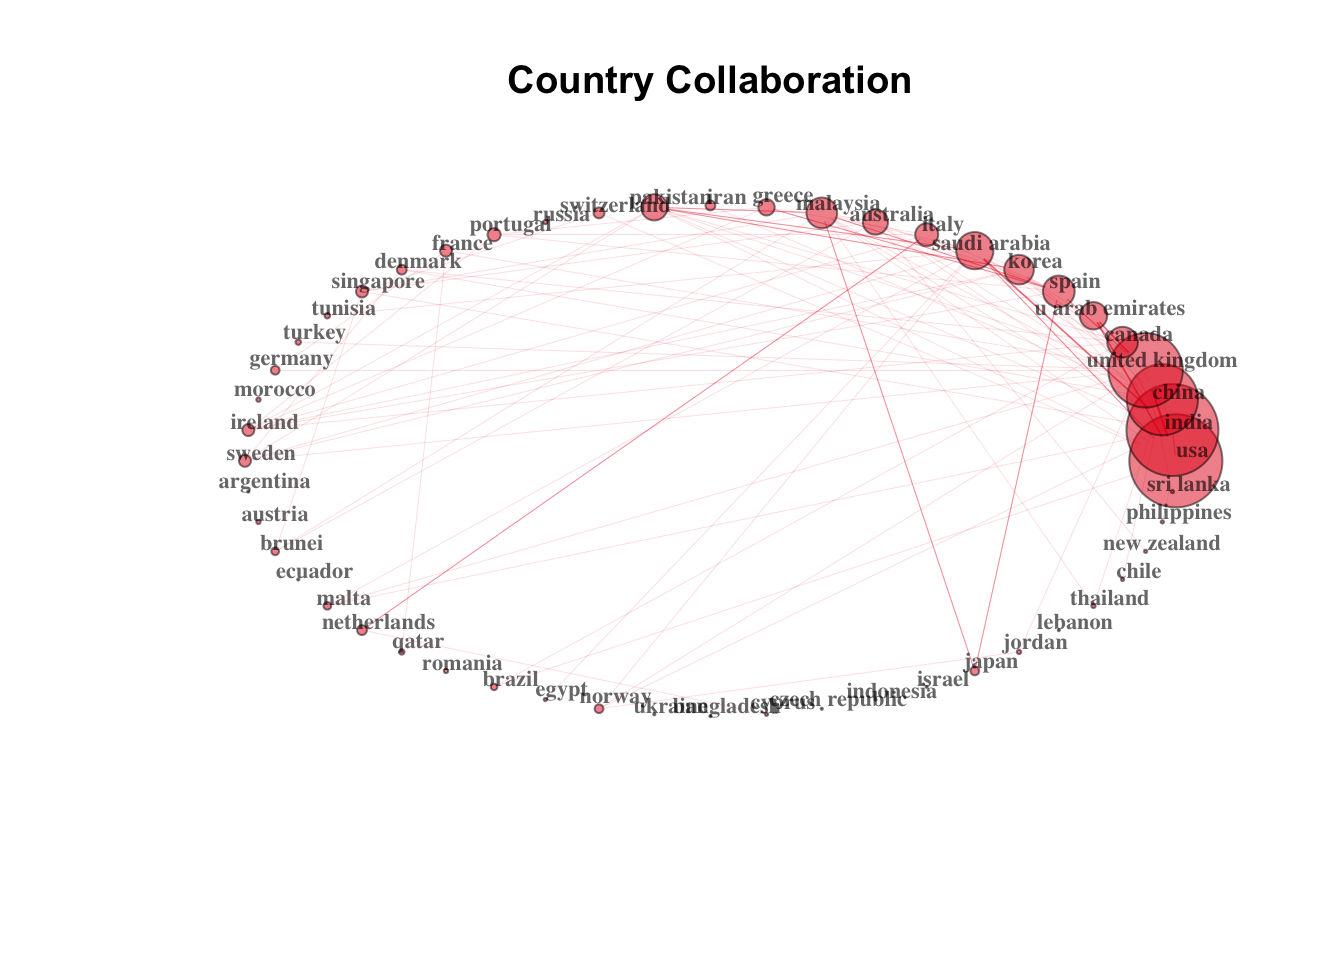 Country Collaboration
pakistan
iran
greece
malaysia
switzerland
russia
australia
portugal
italy
france
saudi arabia
denmark
korea
singapore
spain
tunisia
u arab emirates
turkey
canada
germany
united kingdom
morocco
china
ireland
india
sweden
usa
argentina
sri lanka
austria
philippines
brunei
new zealand
ecuador
chile
malta
thailand
netherlands
lebanon
qatar
jordan
romania
japan
brazil
israel
egypt
indonesia
norway
czech republic
ukraine
bangladesh
cyprus